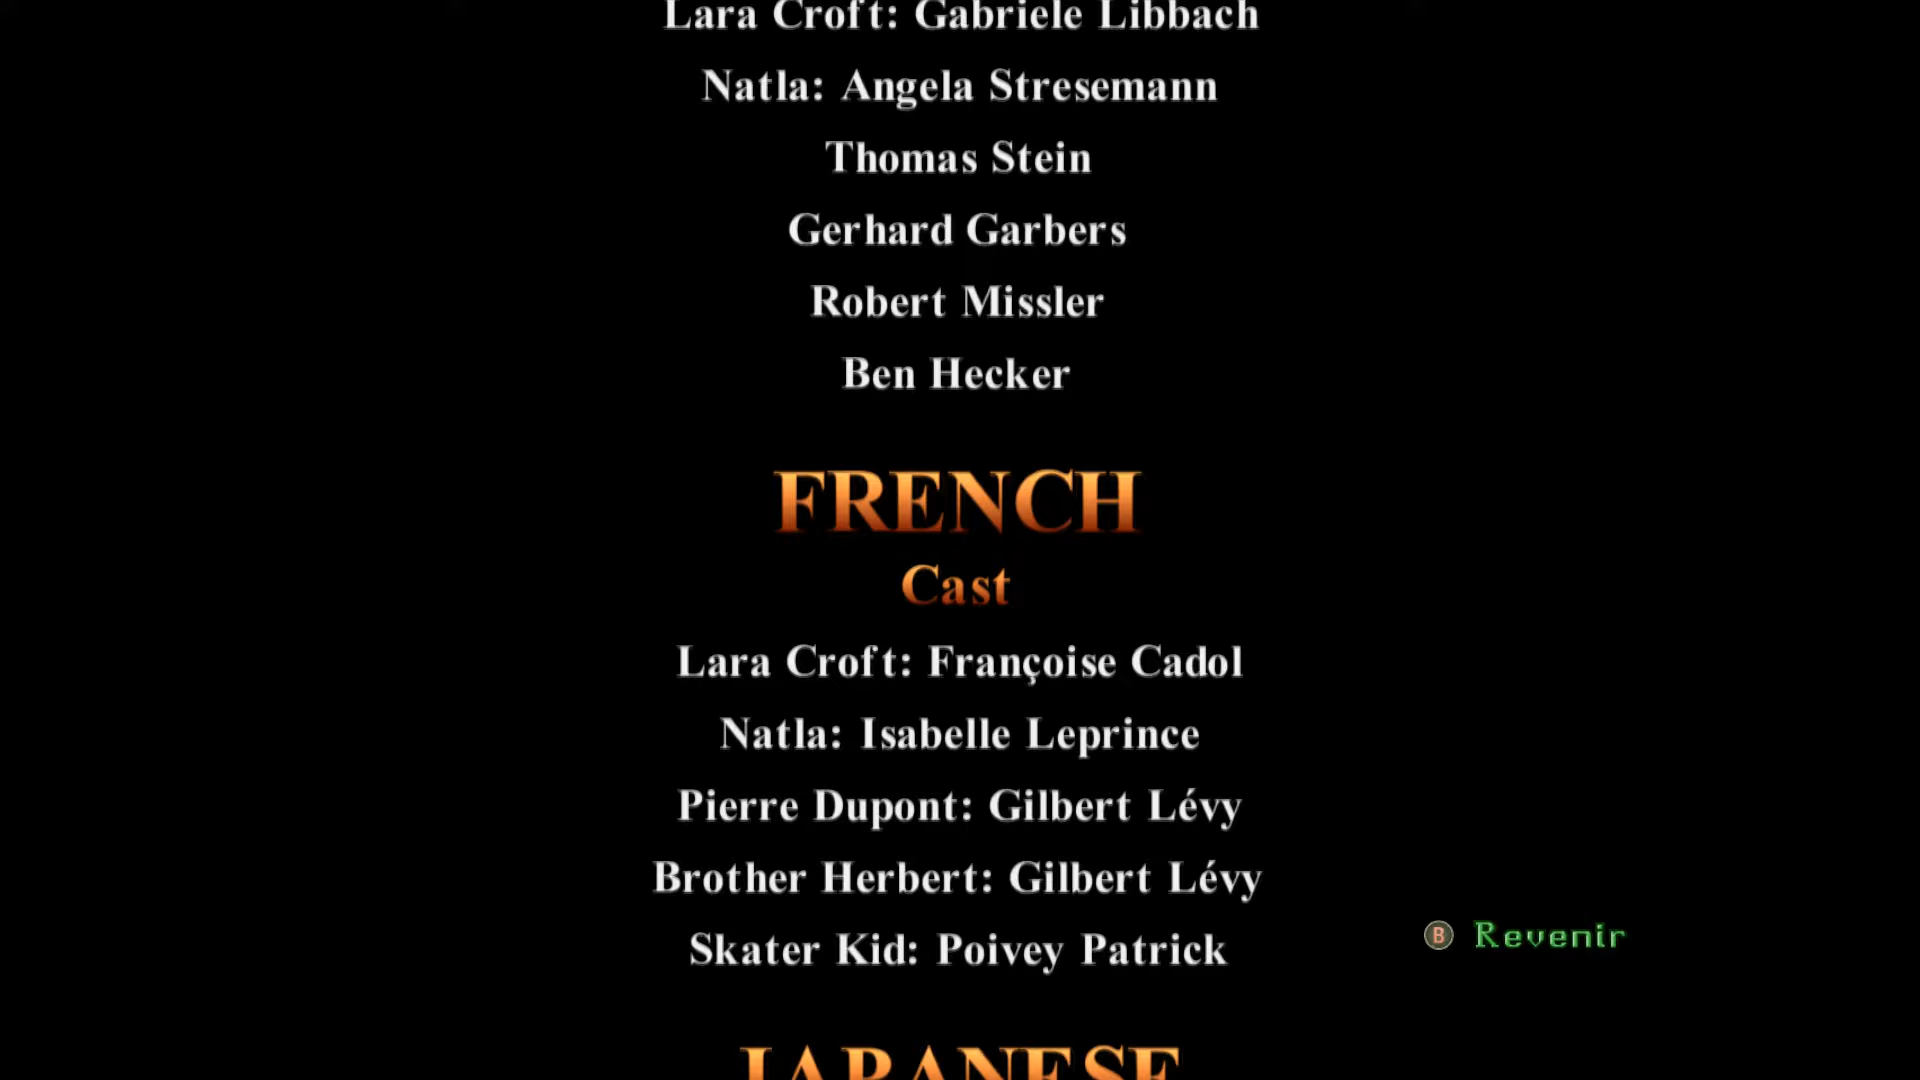 Lara Croft: Gabriele Libbach
Natla: Angela Stresemann
Thomas Stein
Gerhard Garbers
Robert Missler
Ben Hecker
FRENCH
Cast
Lara Croft: Françoise Cadol
Natla: Isabelle Leprince
Pierre Dupont: Gilbert Lévy
Brother Herbert: Gilbert Lévy
Skater Kid: Poivey Patrick
B Revenir
JAPANESE